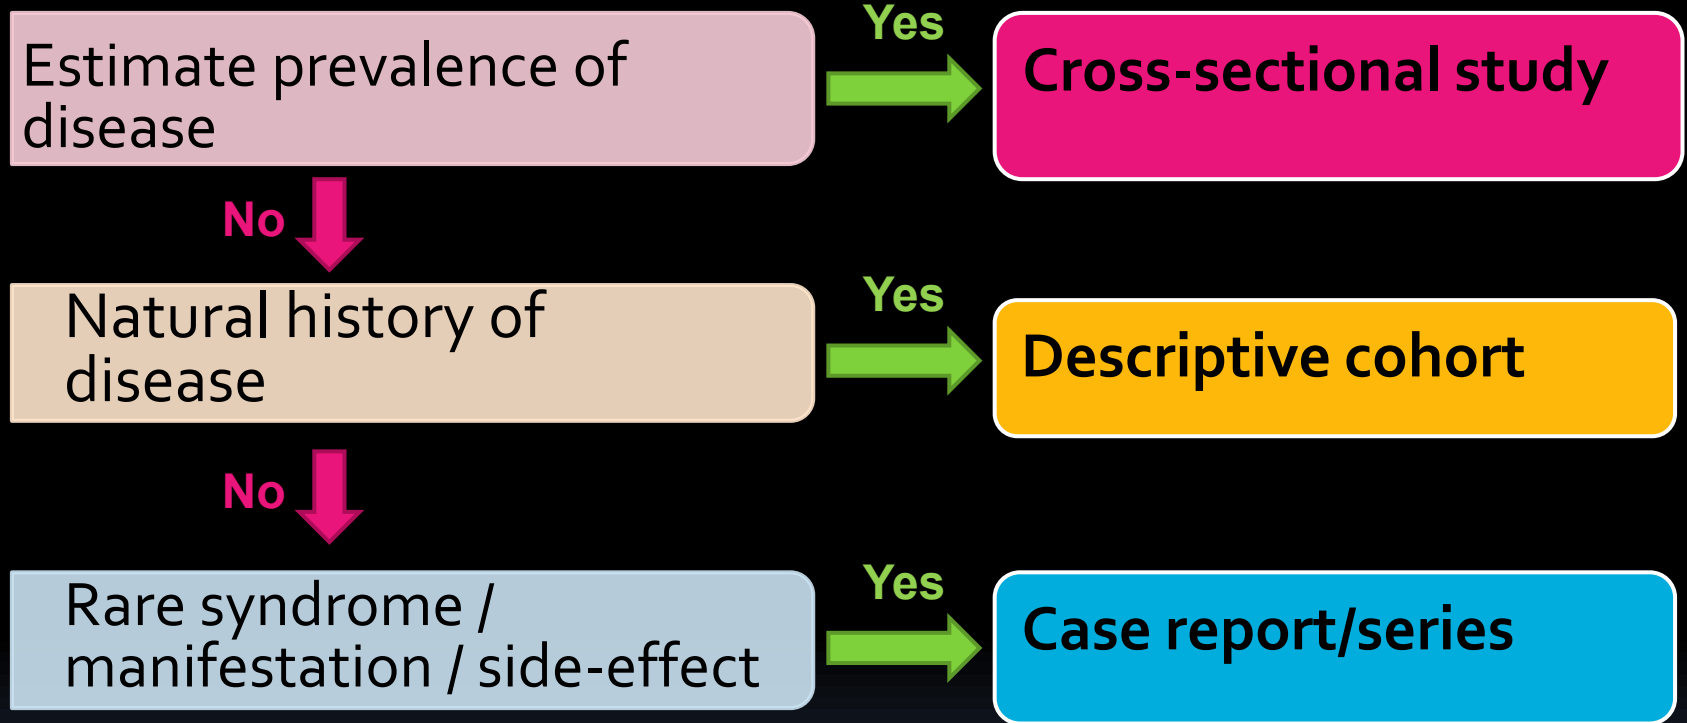 Estimate prevalence of
disease
Yes
Cross-sectional study
No
Natural history of
disease
Yes
Descriptive cohort
No
Rare syndrome /
manifestation / side-effect
Yes
Case report/series